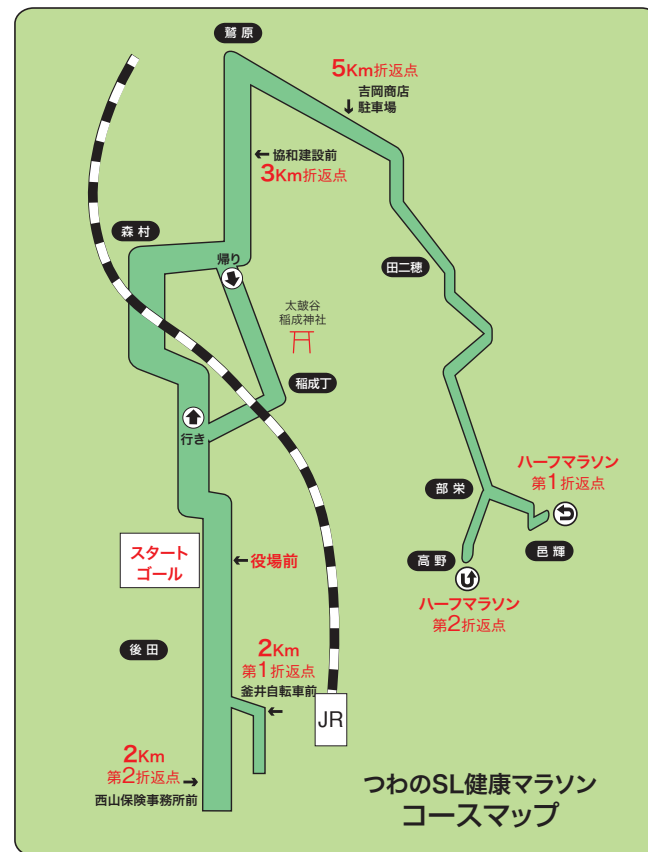 鷲原
5Km折返点
吉岡商店
駐車場
協和建設前
3Km折返点
森村
帰り
田二穂
太皷谷
稲成神社
稲成丁
行き
ハーフマラソン
第1折返点
部栄
邑輝
スタート
ゴール
役場前
高野
ハーフマラソン
第2折返点
後田
2Km
第1折返点
釜井自転車前
JR
2Km
第2折返点
西山保険事務所前
つわのSL健康マラソン
コースマップ